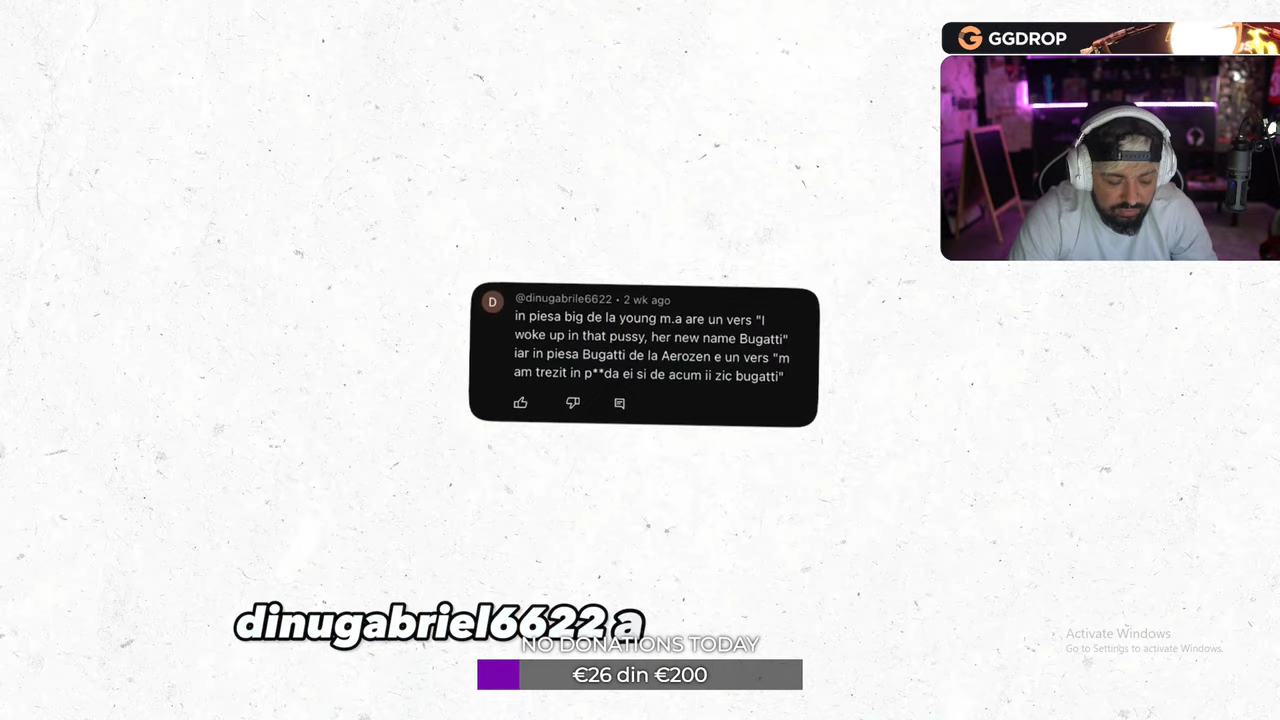 GGDROP
D
@dinugabrile6622 • 2 wk ago
in piesa big de la young m.a are un vers "I
woke up in that pussy, her new name Bugatti"
iar in piesa Bugatti de la Aerozen e un vers "m
am trezit in p**da ei si de acum ii zic bugatti"
dinugabriel6622 a
NO DONATIONS TODAY
€26 din €200
Activate Windows
Go to Settings to activate Windows.